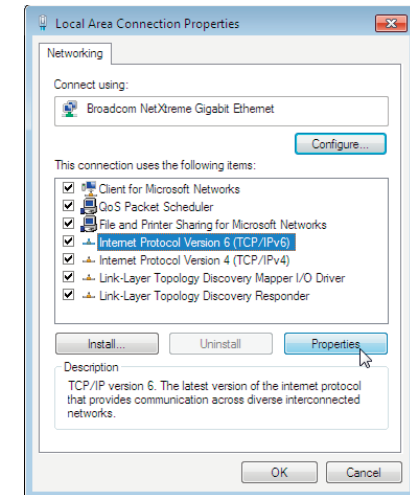 Local Area Connection Properties
Networking
Connect using:
Broadcom NetXtreme Gigabit Ethernet
Configure...
This connection uses the following items:
Client for Microsoft Networks
QoS Packet Scheduler
File and Printer Sharing for Microsoft Networks
Internet Protocol Version 6 (TCP/IPv6)
Internet Protocol Version 4 (TCP/IPv4)
Link-Layer Topology Discovery Mapper I/O Driver
Link-Layer Topology Discovery Responder
Install...
Uninstall
Properties
Description
TCP/IP version 6. The latest version of the internet protocol
that provides communication across diverse interconnected
networks.
OK
Cancel